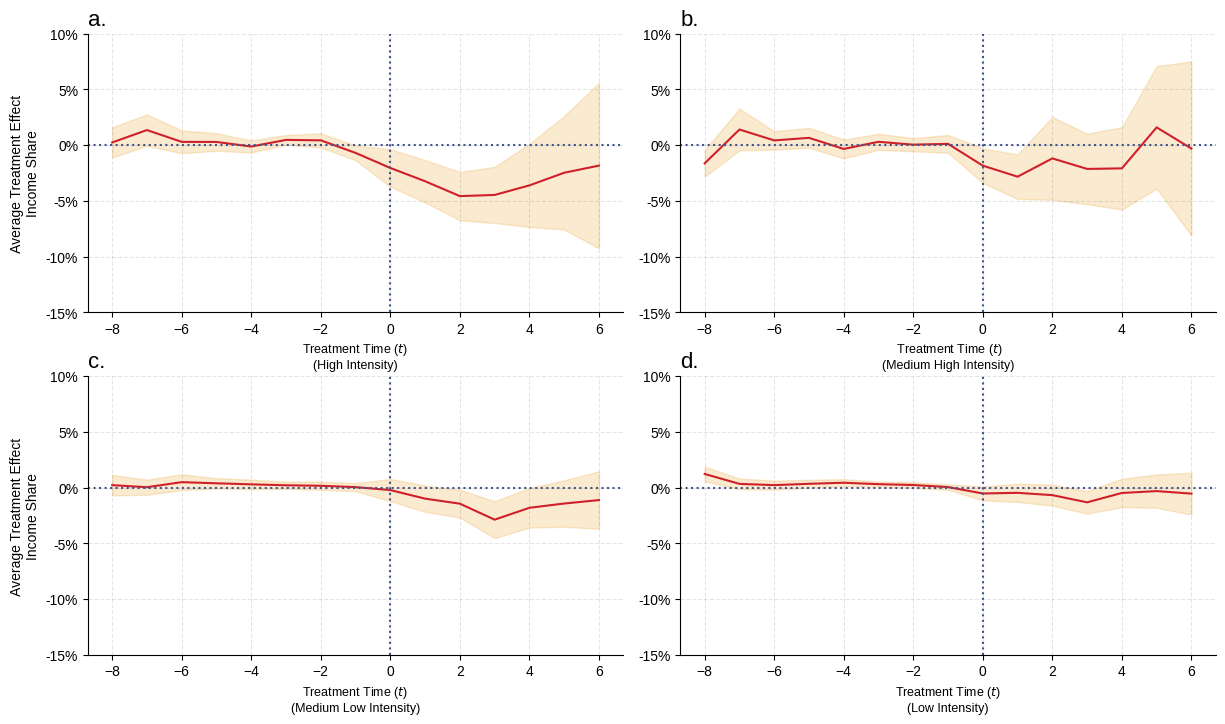 a.
10%
5%
0%
-5%
-10%
-15%
Average Treatment Effect
Income Share
−8 −6 −4 −2 0 2 4 6
Treatment Time (t)
(High Intensity)
b.
10%
5%
0%
-5%
-10%
-15%
−8 −6 −4 −2 0 2 4 6
Treatment Time (t)
(Medium High Intensity)
c.
10%
5%
0%
-5%
-10%
-15%
Average Treatment Effect
Income Share
−8 −6 −4 −2 0 2 4 6
Treatment Time (t)
(Medium Low Intensity)
d.
10%
5%
0%
-5%
-10%
-15%
−8 −6 −4 −2 0 2 4 6
Treatment Time (t)
(Low Intensity)